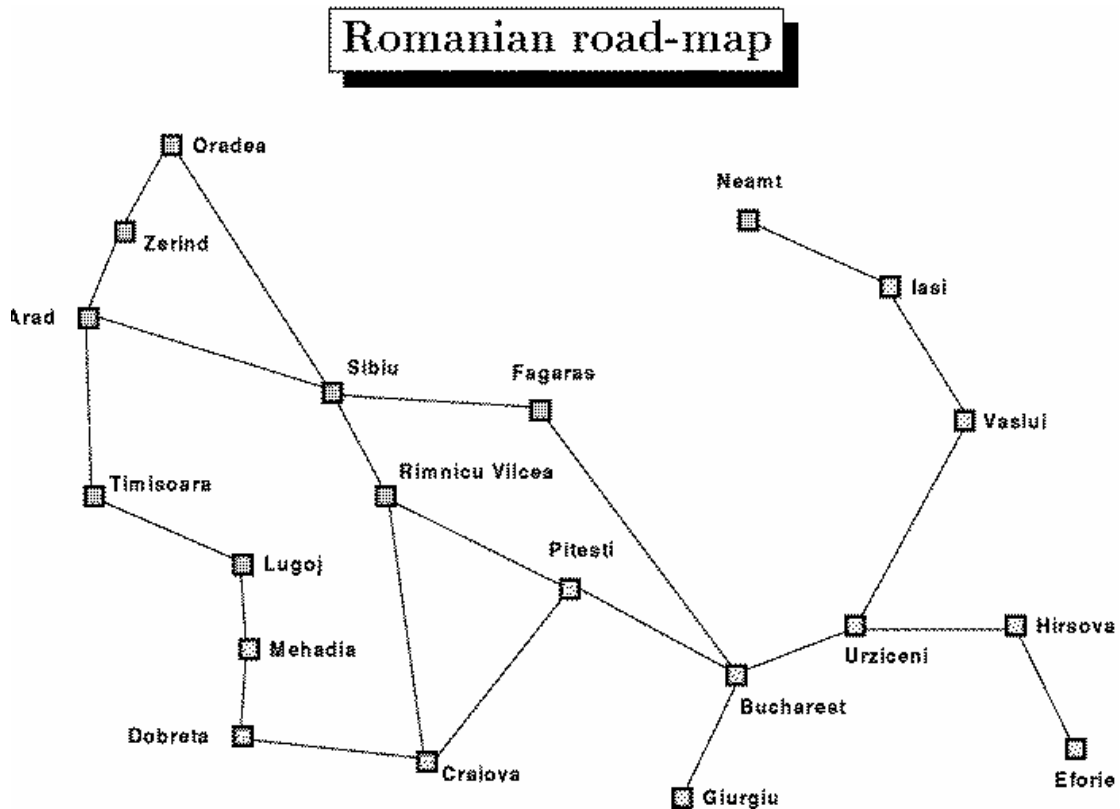 Romanian road-map
Oradea
Neamt
Zerind
Iasi
Arad
Sibiu
Fagaras
Vaslui
Rimnicu Vilcea
Timisoara
Pitesti
Lugoj
Hirsova
Mehadia
Urziceni
Bucharest
Dobreta
Craiova
Eforie
Giurgiu